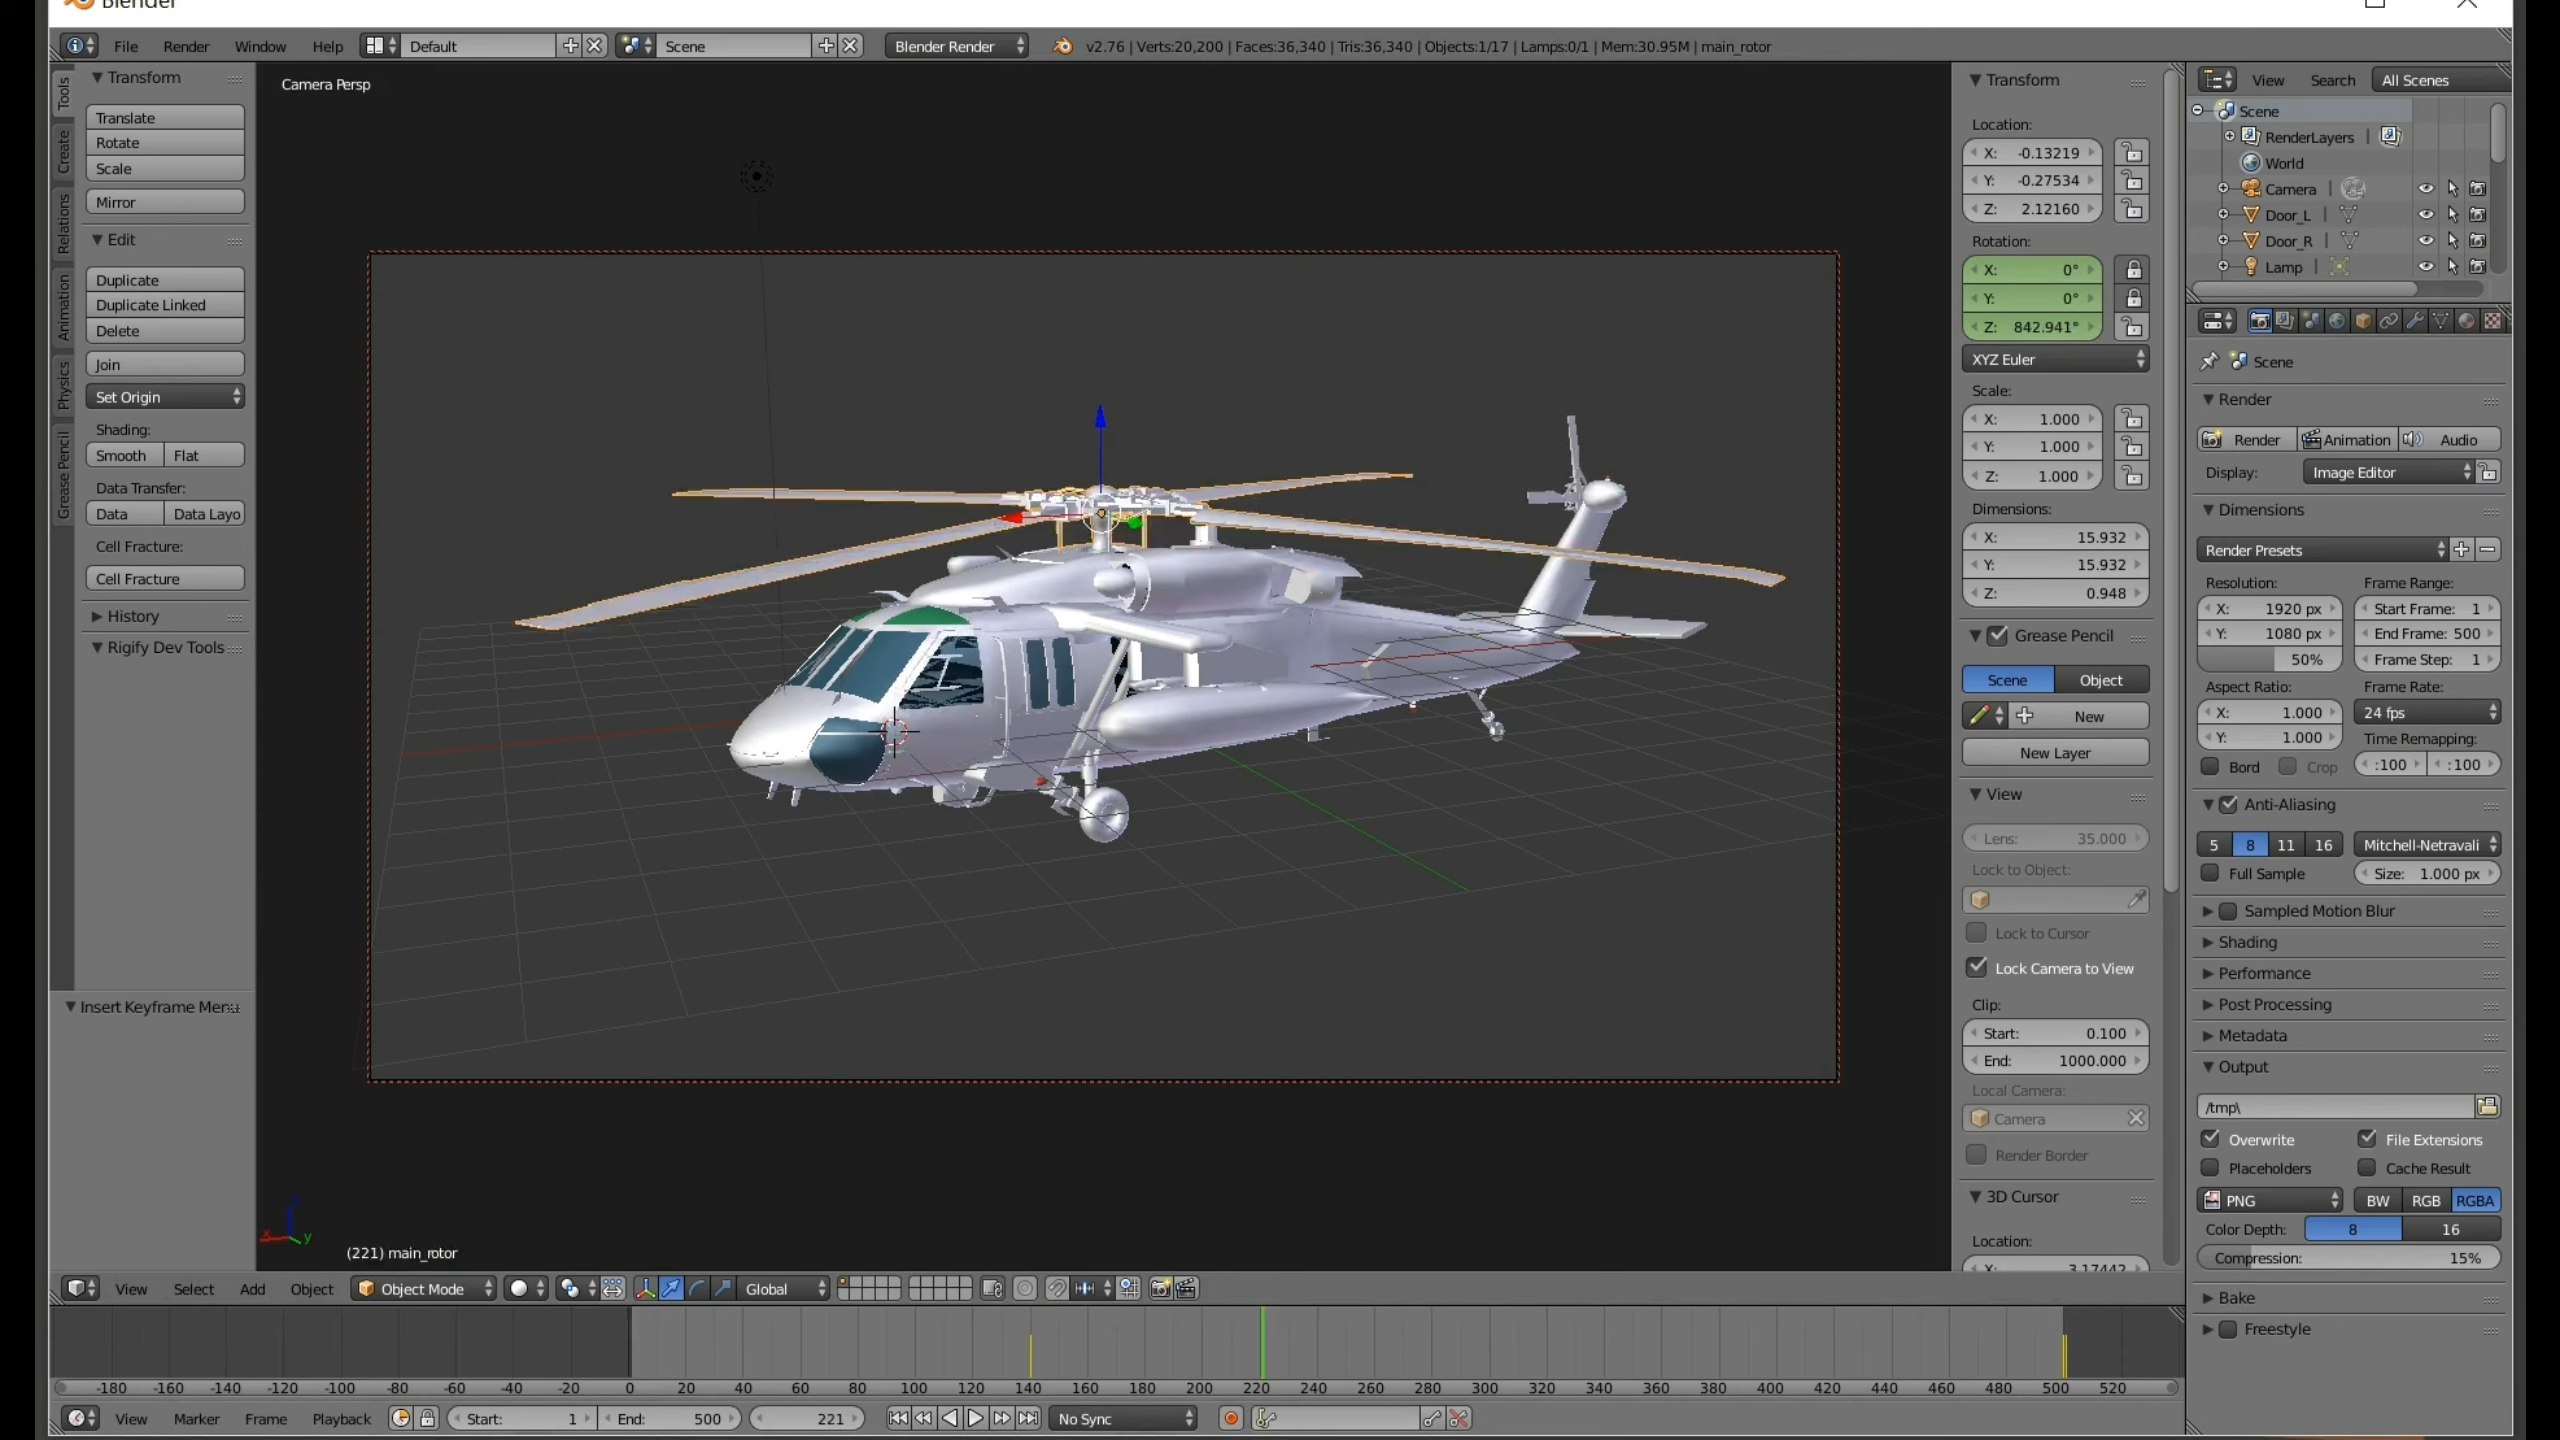 Blender
File Render Window Help Default Scene Blender Render v2.76 | Verts:20,200 | Faces:36,340 | Tris:36,340 | Objects:1/17 | Lamps:0/1 | Mem:30.95M | main_rotor
Tools
Create
Relations
Animation
Physics
Grease Pencil
Transform
Translate
Rotate
Scale
Mirror
Edit
Duplicate
Duplicate Linked
Delete
Join
Set Origin
Shading:
Smooth Flat
Data Transfer:
Data Data Layo
Cell Fracture:
Cell Fracture
History
Rigify Dev Tools
Insert Keyframe Menu
Camera Persp
x y
(221) main_rotor
Transform
Location:
X: -0.13219
Y: -0.27534
Z: 2.12160
Rotation:
X: 0°
Y: 0°
Z: 842.941°
XYZ Euler
Scale:
X: 1.000
Y: 1.000
Z: 1.000
Dimensions:
X: 15.932
Y: 15.932
Z: 0.948
Grease Pencil
Scene Object
New
New Layer
View
Lens: 35.000
Lock to Object:
Lock to Cursor
Lock Camera to View
Clip:
Start: 0.100
End: 1000.000
Local Camera:
Camera
Render Border
3D Cursor
Location:
X: 3.17442
View Search All Scenes
Scene
RenderLayers |
World
Camera |
Door_L |
Door_R |
Lamp |
Scene
Render
Render Animation Audio
Display: Image Editor
Dimensions
Render Presets
Resolution: Frame Range:
X: 1920 px Start Frame: 1
Y: 1080 px End Frame: 500
50% Frame Step: 1
Aspect Ratio: Frame Rate:
X: 1.000 24 fps
Y: 1.000 Time Remapping:
Bord Crop :100 :100
Anti-Aliasing
5 8 11 16 Mitchell-Netravali
Full Sample Size: 1.000 px
Sampled Motion Blur
Shading
Performance
Post Processing
Metadata
Output
/tmp\
Overwrite File Extensions
Placeholders Cache Result
PNG BW RGB RGBA
Color Depth: 8 16
Compression: 15%
Bake
Freestyle
View Select Add Object Object Mode Global
-180 -160 -140 -120 -100 -80 -60 -40 -20 0 20 40 60 80 100 120 140 160 180 200 220 240 260 280 300 320 340 360 380 400 420 440 460 480 500 520
View Marker Frame Playback Start: 1 End: 500 221 No Sync